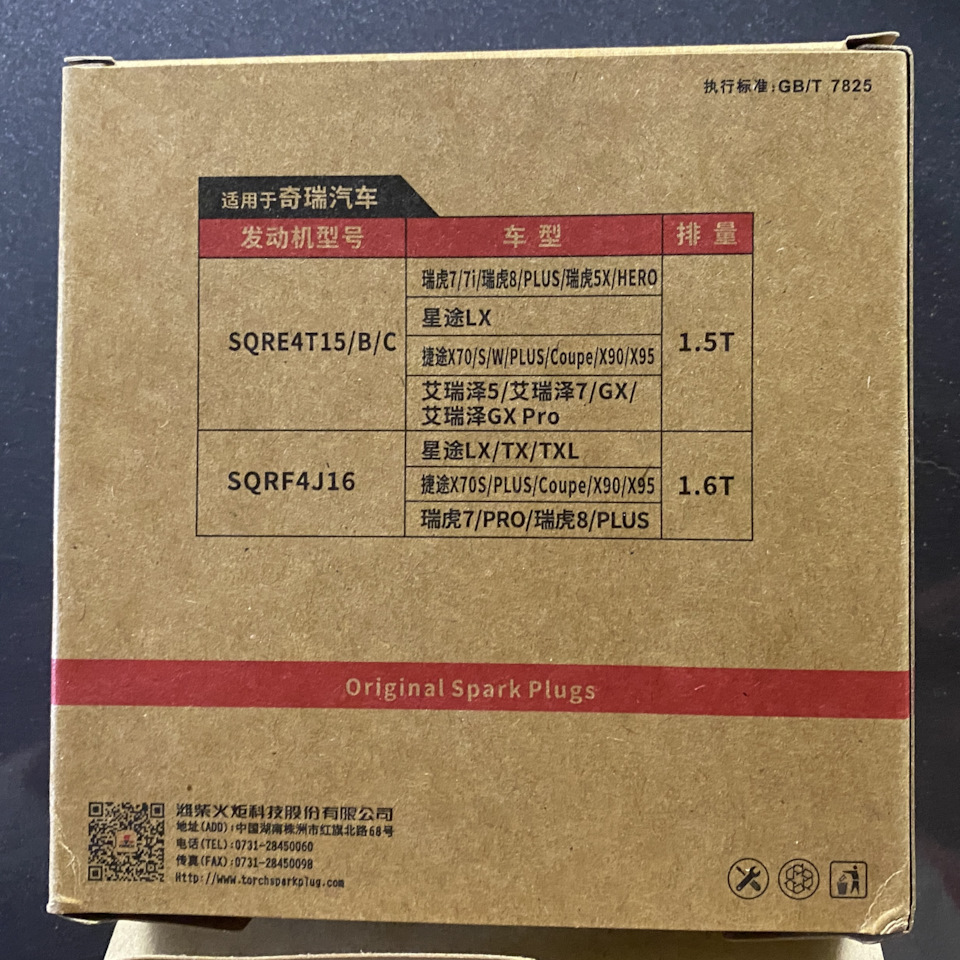 执行标准:GB/T 7825
适用于奇瑞汽车
发动机型号 车 型 排 量
SQRE4T15/B/C
瑞虎7/7i/瑞虎8/PLUS/瑞虎5X/HERO
星途LX
捷途X70/S/W/PLUS/Coupe/X90/X95
艾瑞泽5/艾瑞泽7/GX/
艾瑞泽GX Pro
1.5T
SQRF4J16
星途LX/TX/TXL
捷途X70S/PLUS/Coupe/X90/X95
瑞虎7/PRO/瑞虎8/PLUS
1.6T
Original Spark Plugs
潍柴火炬科技股份有限公司
地址(ADD):中国湖南株洲市红旗北路68号
电话(TEL):0731-28450060
传真(FAX):0731-28450098
Http://www.torchsparkplug.com